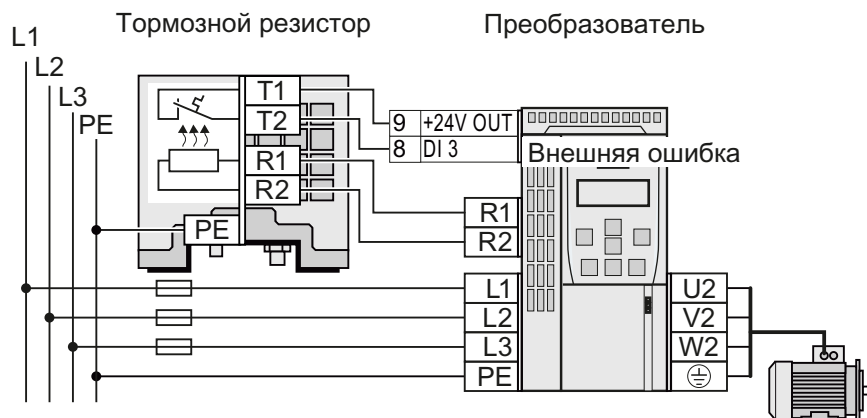 Тормозной резистор
Преобразователь
L1
L2
L3
PE
T1
T2
R1
R2
PE
9 +24V OUT
8 DI 3
Внешняя ошибка
R1
R2
L1
L2
L3
PE
U2
V2
W2